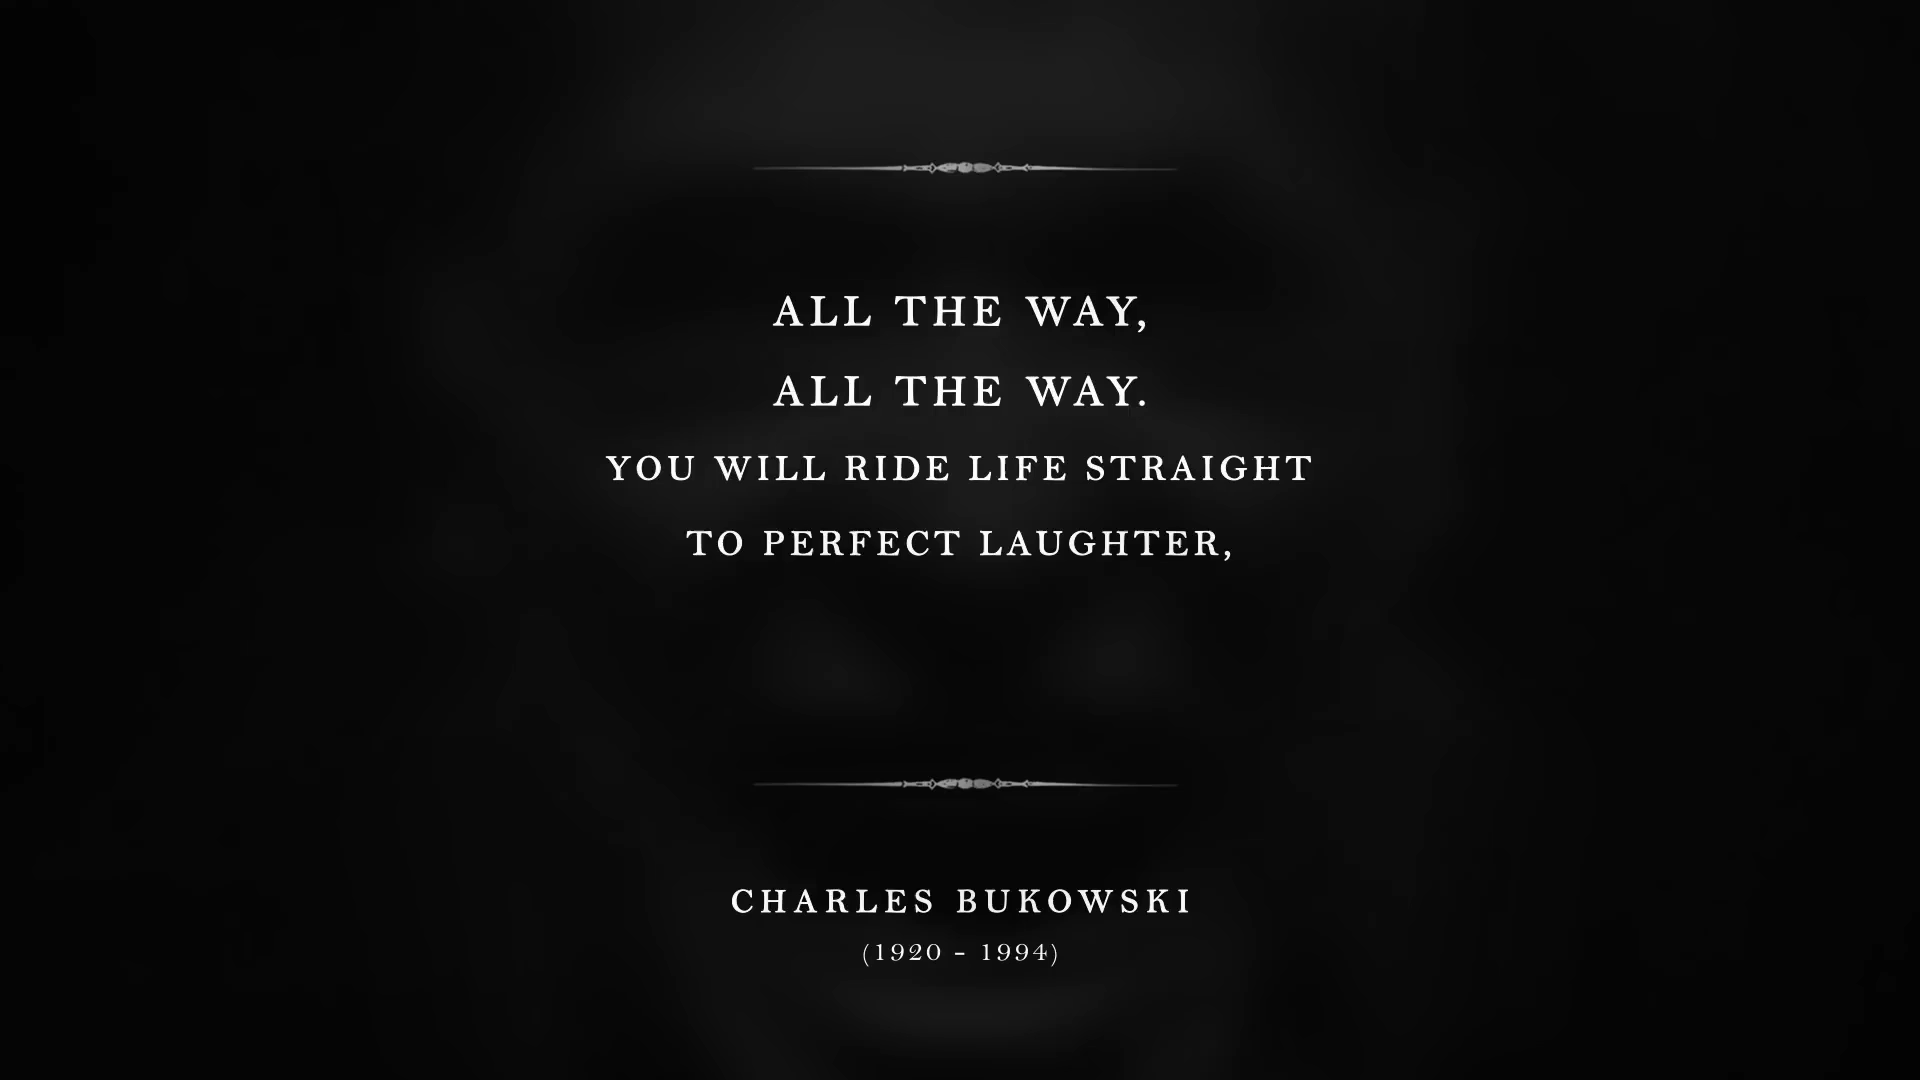 ALL THE WAY,
ALL THE WAY.
YOU WILL RIDE LIFE STRAIGHT
TO PERFECT LAUGHTER,
CHARLES BUKOWSKI
(1920 - 1994)